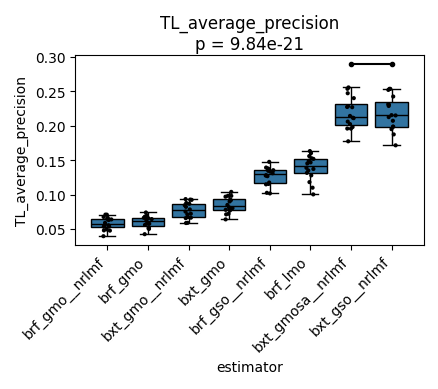 TL_average_precision
p = 9.84e-21
TL_average_precision
0.30
0.25
0.20
0.15
0.10
0.05
brf_gmo__nrlmf
brf_gmo
bxt_gmo__nrlmf
bxt_gmo
brf_gso__nrlmf
brf_lmo
bxt_gmosa__nrlmf
bxt_gso__nrlmf
estimator